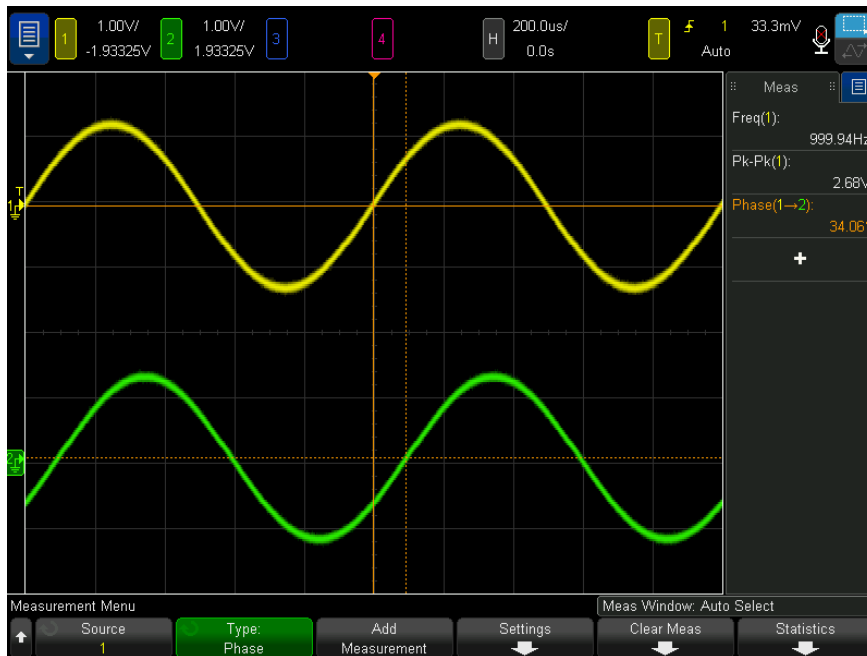 1 1.00V/ 2 1.00V/ 3 4 H 200.0us/ T 1 33.3mV
-1.93325V 1.93325V 0.0s Auto
Meas
Freq(1):
999.94Hz
Pk-Pk(1):
2.68V
Phase(1→2):
34.06°
+
T
1
2
Measurement Menu
Meas Window: Auto Select
Source
1
Type:
Phase
Add
Measurement
Settings
Clear Meas
Statistics